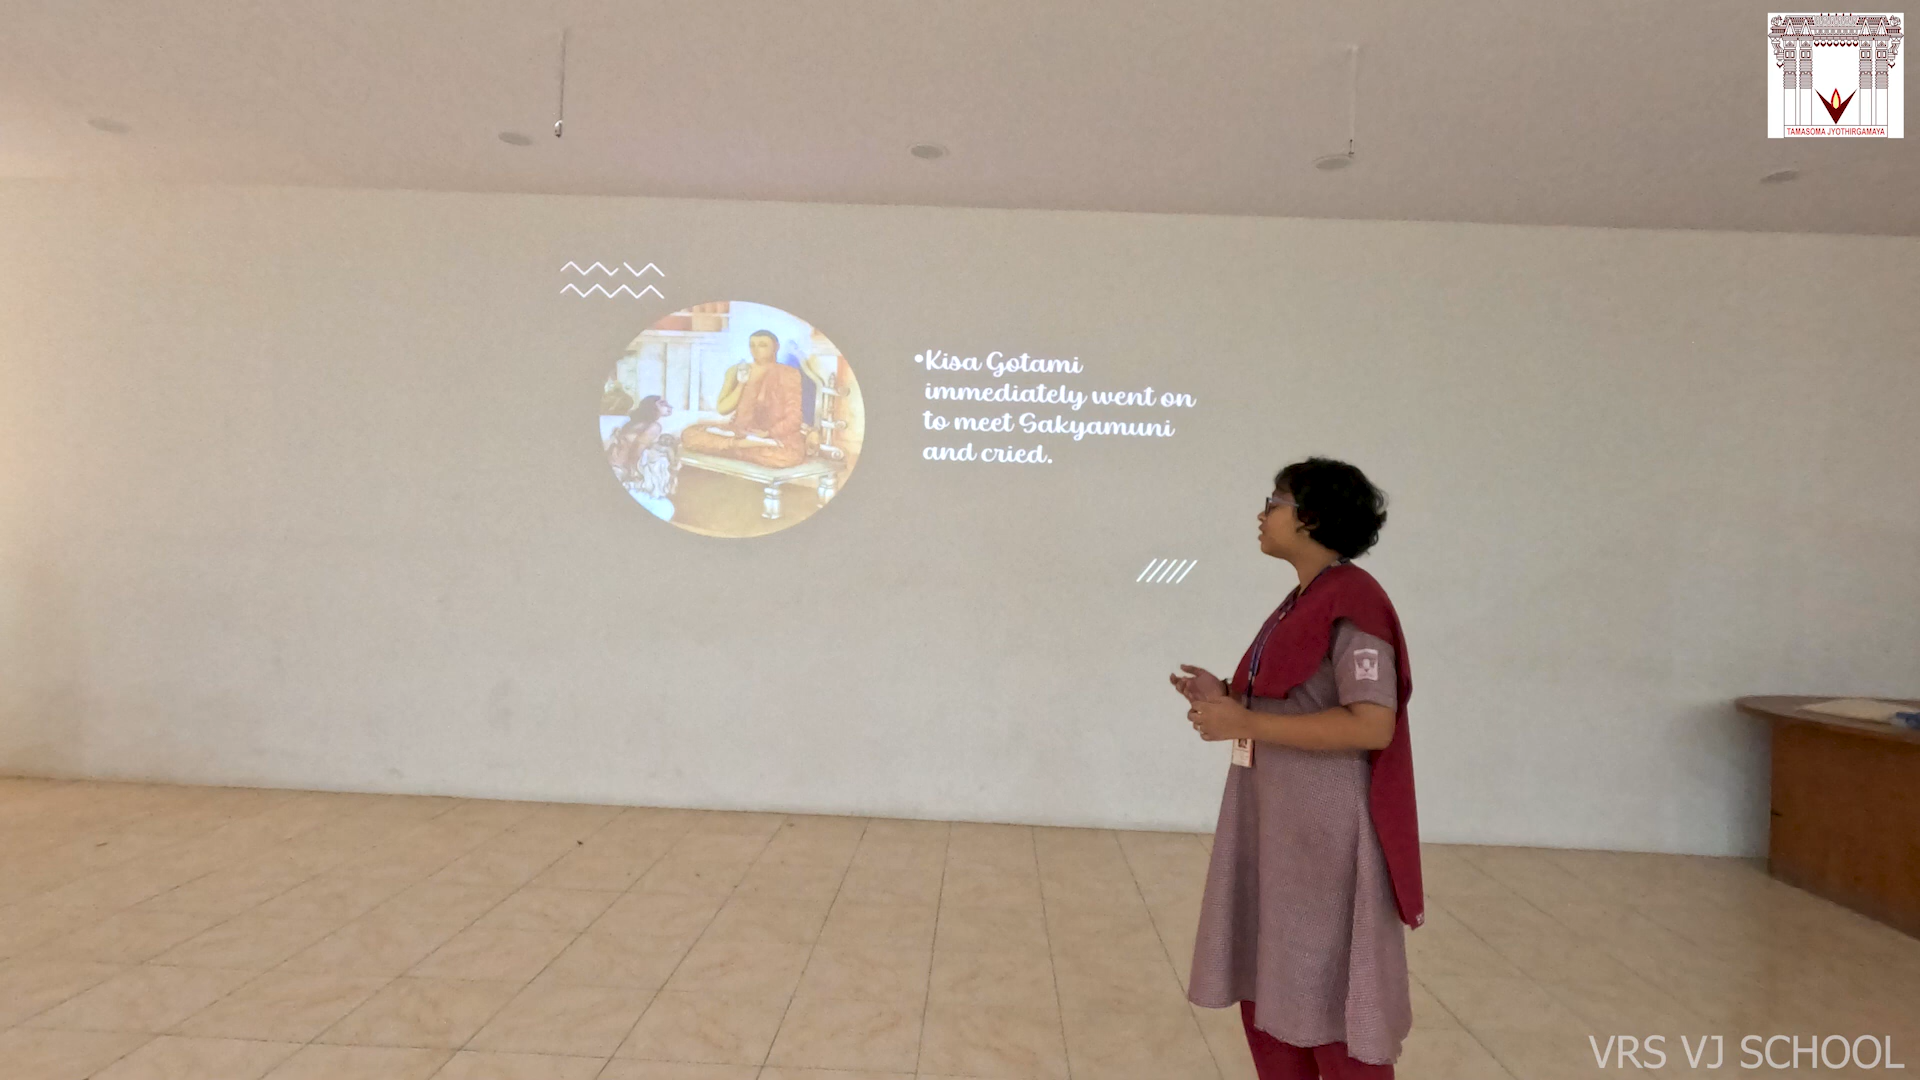 TAMASOMA JYOTHIRGAMAYA
•Kisa Gotami
immediately went on
to meet Sakyamuni
and cried.
VRS VJ SCHOOL